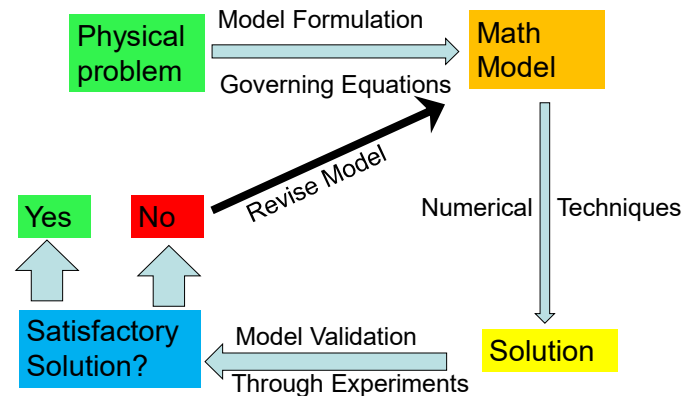 Physical
problem
Model Formulation
Governing Equations
Math
Model
Revise Model
Numerical Techniques
Yes
No
Satisfactory
Solution?
Model Validation
Through Experiments
Solution